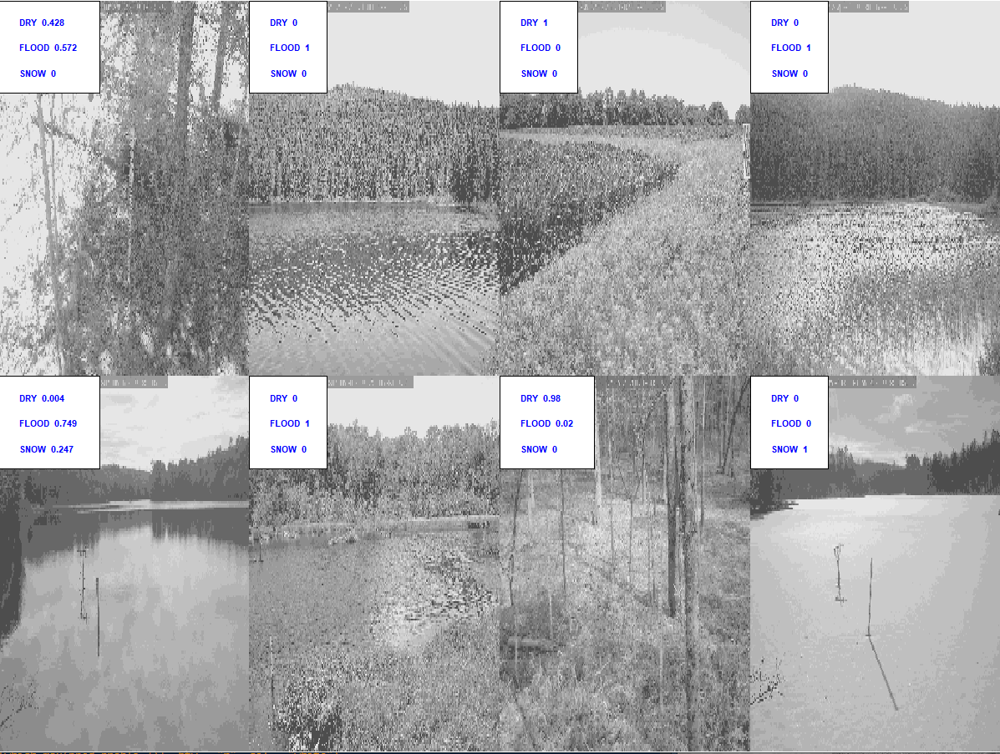 DRY 0.428
FLOOD 0.572
SNOW 0
DRY 0
FLOOD 1
SNOW 0
DRY 1
FLOOD 0
SNOW 0
DRY 0
FLOOD 1
SNOW 0
DRY 0.004
FLOOD 0.749
SNOW 0.247
DRY 0
FLOOD 1
SNOW 0
DRY 0.98
FLOOD 0.02
SNOW 0
DRY 0
FLOOD 0
SNOW 1